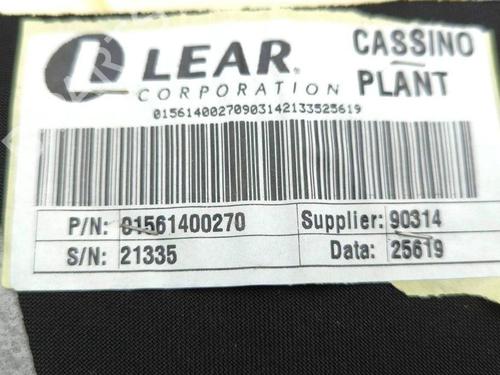 LEAR® CASSINO
CORPORATION PLANT
01561400270903142133525619
P/N: 01561400270 Supplier: 90314
S/N: 21335 Data: 25619